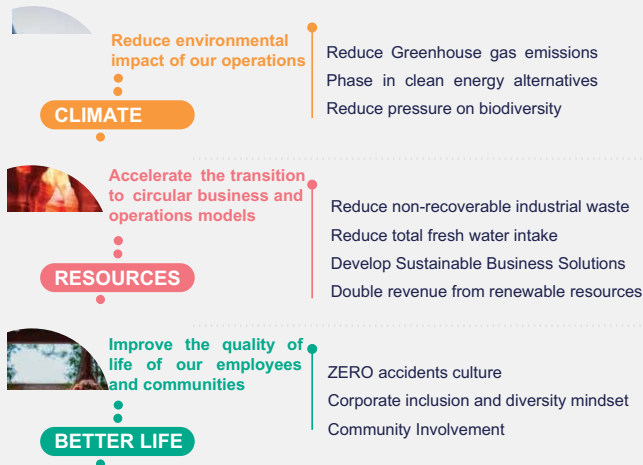 Reduce environmental
impact of our operations
CLIMATE
Reduce Greenhouse gas emissions
Phase in clean energy alternatives
Reduce pressure on biodiversity
Accelerate the transition
to circular business and
operations models
RESOURCES
Reduce non-recoverable industrial waste
Reduce total fresh water intake
Develop Sustainable Business Solutions
Double revenue from renewable resources
Improve the quality of
life of our employees
and communities
BETTER LIFE
ZERO accidents culture
Corporate inclusion and diversity mindset
Community Involvement